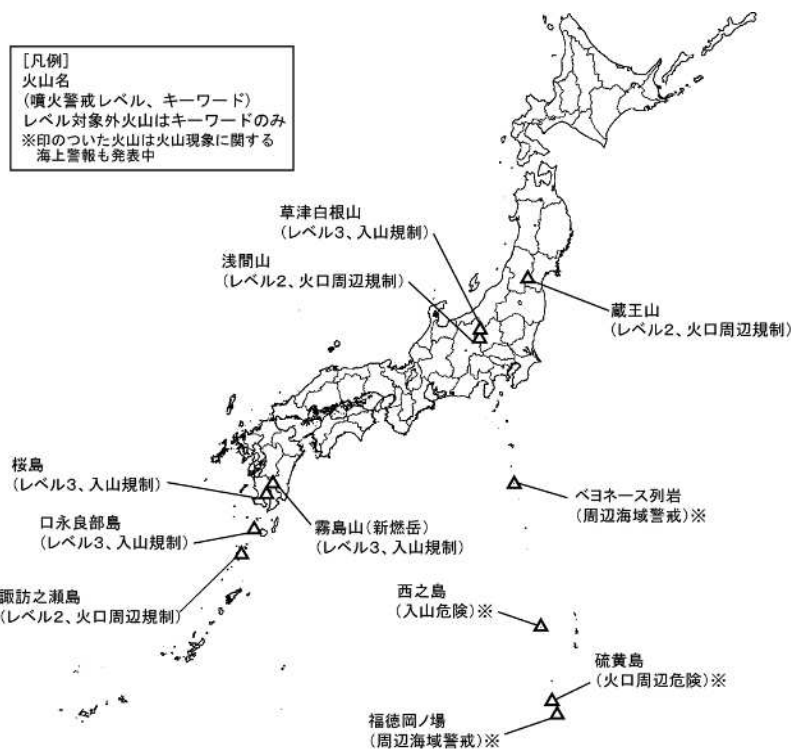 [凡例]
火山名
(噴火警戒レベル、キーワード)
レベル対象外火山はキーワードのみ
※印のついた火山は火山現象に関する
海上警報も発表中
草津白根山
(レベル3、入山規制)
浅間山
(レベル2、火口周辺規制)
蔵王山
(レベル2、火口周辺規制)
桜島
(レベル3、入山規制)
口永良部島
(レベル3、入山規制)
諏訪之瀬島
(レベル2、火口周辺規制)
霧島山(新燃岳)
(レベル3、入山規制)
ベヨネース列岩
(周辺海域警戒)※
西之島
(入山危険)※
硫黄島
(火口周辺危険)※
福徳岡ノ場
(周辺海域警戒)※